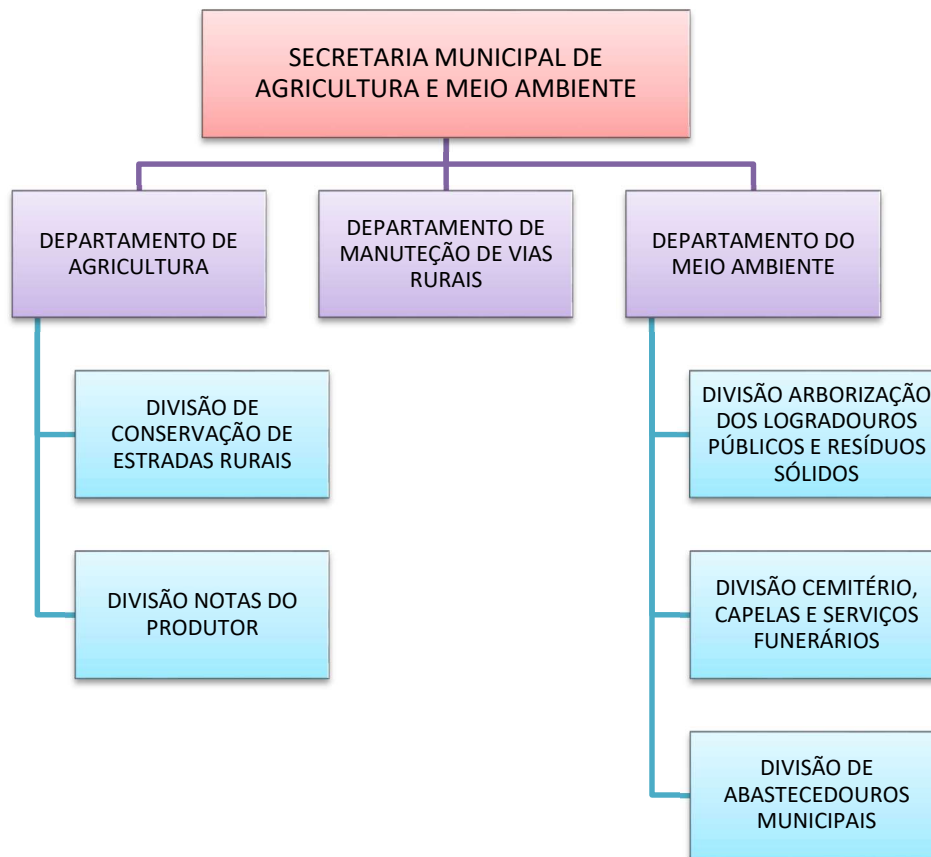 SECRETARIA MUNICIPAL DE
AGRICULTURA E MEIO AMBIENTE
DEPARTAMENTO DE
AGRICULTURA
DEPARTAMENTO DE
MANUTEÇÃO DE VIAS
RURAIS
DEPARTAMENTO DO
MEIO AMBIENTE
DIVISÃO DE
CONSERVAÇÃO DE
ESTRADAS RURAIS
DIVISÃO NOTAS DO
PRODUTOR
DIVISÃO ARBORIZAÇÃO
DOS LOGRADOUROS
PÚBLICOS E RESÍDUOS
SÓLIDOS
DIVISÃO CEMITÉRIO,
CAPELAS E SERVIÇOS
FUNERÁRIOS
DIVISÃO DE
ABASTECEDOUROS
MUNICIPAIS